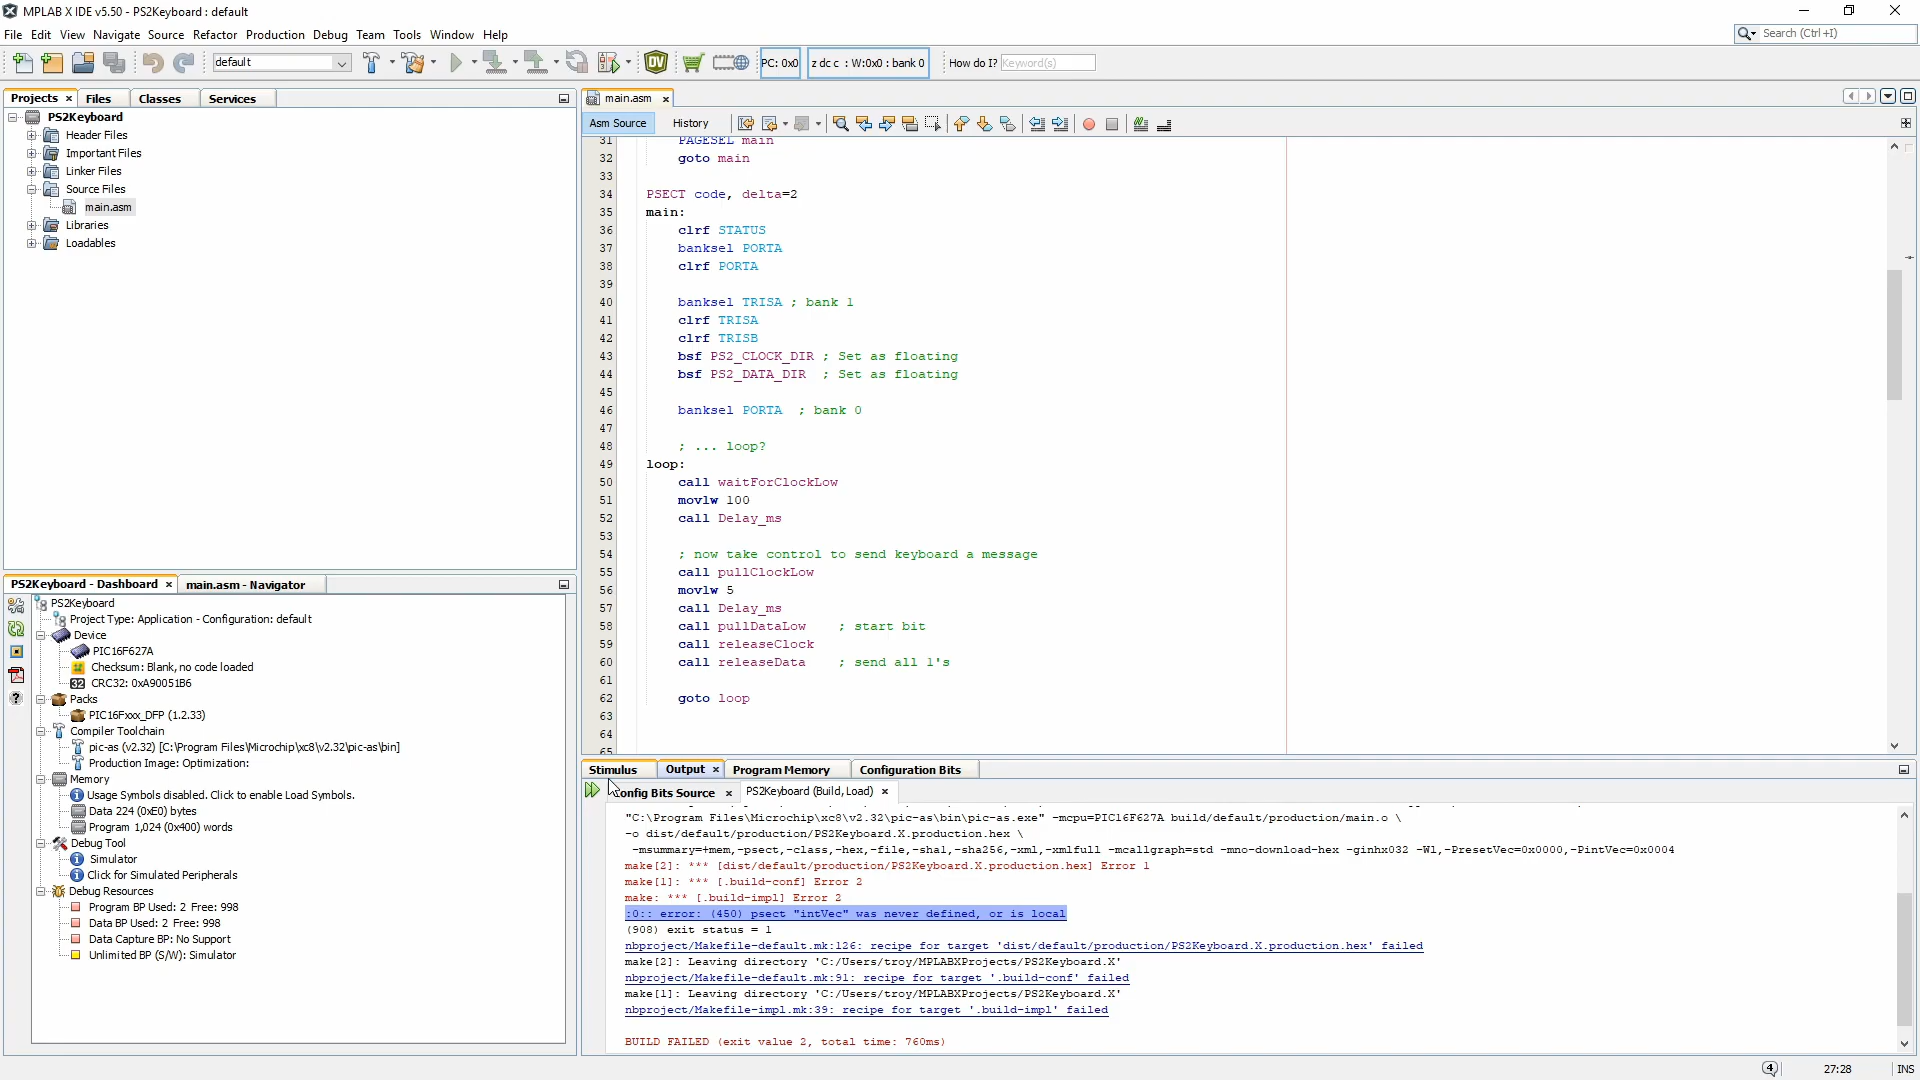 MPLAB X IDE v5.50 - PS2Keyboard : default
File Edit View Navigate Source Refactor Production Debug Team Tools Window Help
Search (Ctrl+I)
default
PC: 0x0
z dc c : W:0x0 : bank 0
How do I? Keyword(s)
Projects × Files Classes Services
PS2Keyboard
Header Files
Important Files
Linker Files
Source Files
main.asm
Libraries
Loadables
main.asm ×
Asm Source History
31 PAGESEL main
32 goto main
33
34 PSECT code, delta=2
35 main:
36 clrf STATUS
37 banksel PORTA
38 clrf PORTA
39
40 banksel TRISA ; bank 1
41 clrf TRISA
42 clrf TRISB
43 bsf PS2_CLOCK_DIR ; Set as floating
44 bsf PS2_DATA_DIR ; Set as floating
45
46 banksel PORTA ; bank 0
47
48 ; ... loop?
49 loop:
50 call waitForClockLow
51 movlw 100
52 call Delay_ms
53
54 ; now take control to send keyboard a message
55 call pullClockLow
56 movlw 5
57 call Delay_ms
58 call pullDataLow ; start bit
59 call releaseClock
60 call releaseData ; send all 1's
61
62 goto loop
63
64
65
PS2Keyboard - Dashboard × main.asm - Navigator
PS2Keyboard
Project Type: Application - Configuration: default
Device
PIC16F627A
Checksum: Blank, no code loaded
32 CRC32: 0xA90051B6
Packs
PIC16Fxxx_DFP (1.2.33)
Compiler Toolchain
pic-as (v2.32) [C:\Program Files\Microchip\xc8\v2.32\pic-as\bin]
Production Image: Optimization:
Memory
Usage Symbols disabled. Click to enable Load Symbols.
Data 224 (0xE0) bytes
Program 1,024 (0x400) words
Debug Tool
Simulator
Click for Simulated Peripherals
Debug Resources
Program BP Used: 2 Free: 998
Data BP Used: 2 Free: 998
Data Capture BP: No Support
Unlimited BP (S/W): Simulator
Stimulus Output × Program Memory Configuration Bits
Config Bits Source × PS2Keyboard (Build, Load) ×
"C:\Program Files\Microchip\xc8\v2.32\pic-as\bin\pic-as.exe" -mcpu=PIC16F627A build/default/production/main.o \
-o dist/default/production/PS2Keyboard.X.production.hex \
-msummary=+mem,-psect,-class,-hex,-file,-sha1,-sha256,-xml,-xmlfull -mcallgraph=std -mno-download-hex -ginhx032 -Wl,-PresetVec=0x0000,-PintVec=0x0004
make[2]: *** [dist/default/production/PS2Keyboard.X.production.hex] Error 1
make[1]: *** [.build-conf] Error 2
make: *** [.build-impl] Error 2
:0:: error: (450) psect "intVec" was never defined, or is local
(908) exit status = 1
nbproject/Makefile-default.mk:126: recipe for target 'dist/default/production/PS2Keyboard.X.production.hex' failed
make[2]: Leaving directory 'C:/Users/troy/MPLABXProjects/PS2Keyboard.X'
nbproject/Makefile-default.mk:91: recipe for target '.build-conf' failed
make[1]: Leaving directory 'C:/Users/troy/MPLABXProjects/PS2Keyboard.X'
nbproject/Makefile-impl.mk:39: recipe for target '.build-impl' failed
BUILD FAILED (exit value 2, total time: 760ms)
4 27:28 INS